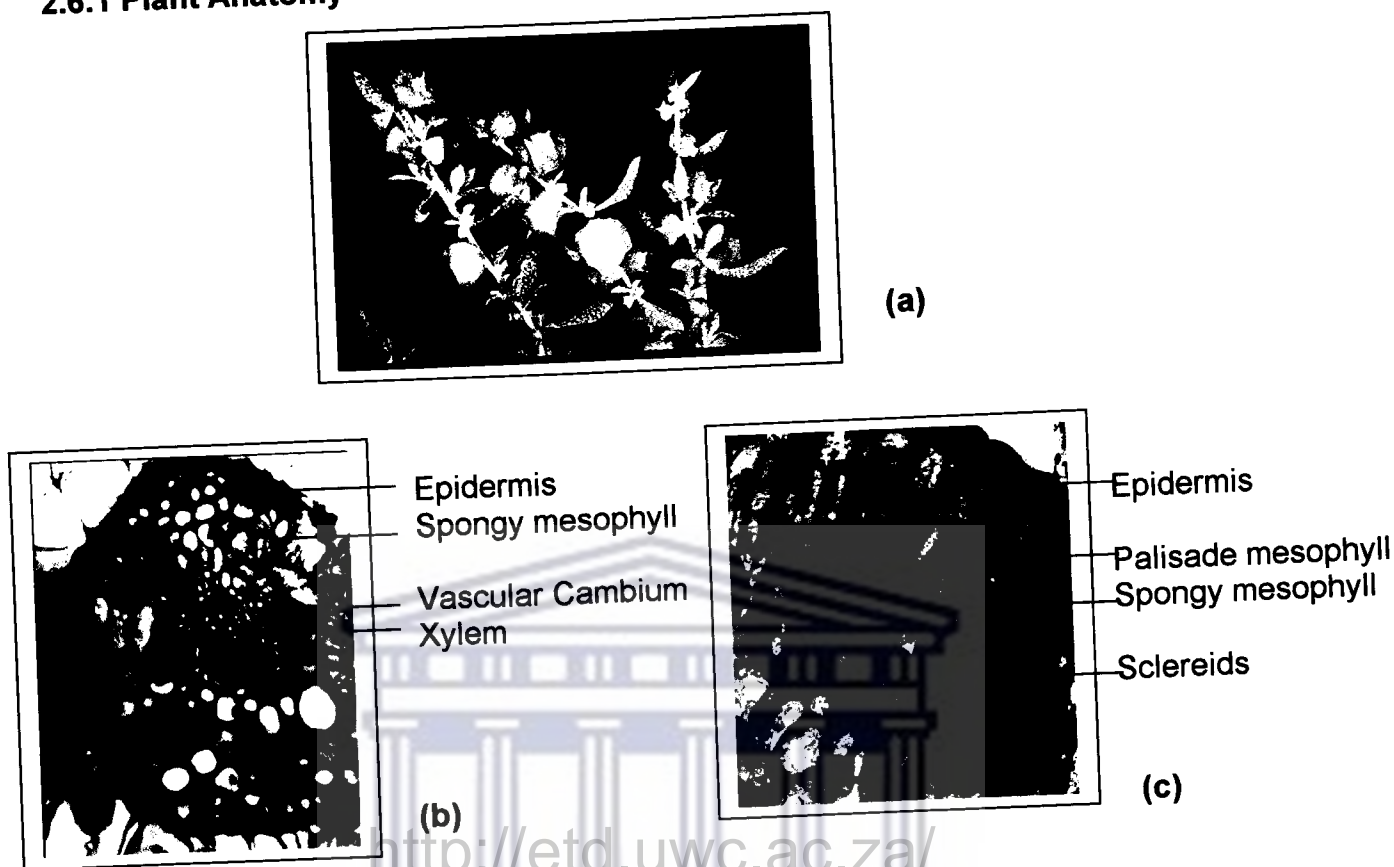 2.6.1 Plant Anatomy
(a)
Epidermis
Spongy mesophyll
Vascular Cambium
Xylem
(b)
Epidermis
Palisade mesophyll
Spongy mesophyll
Sclereids
(c)
http://etd.uwc.ac.za/